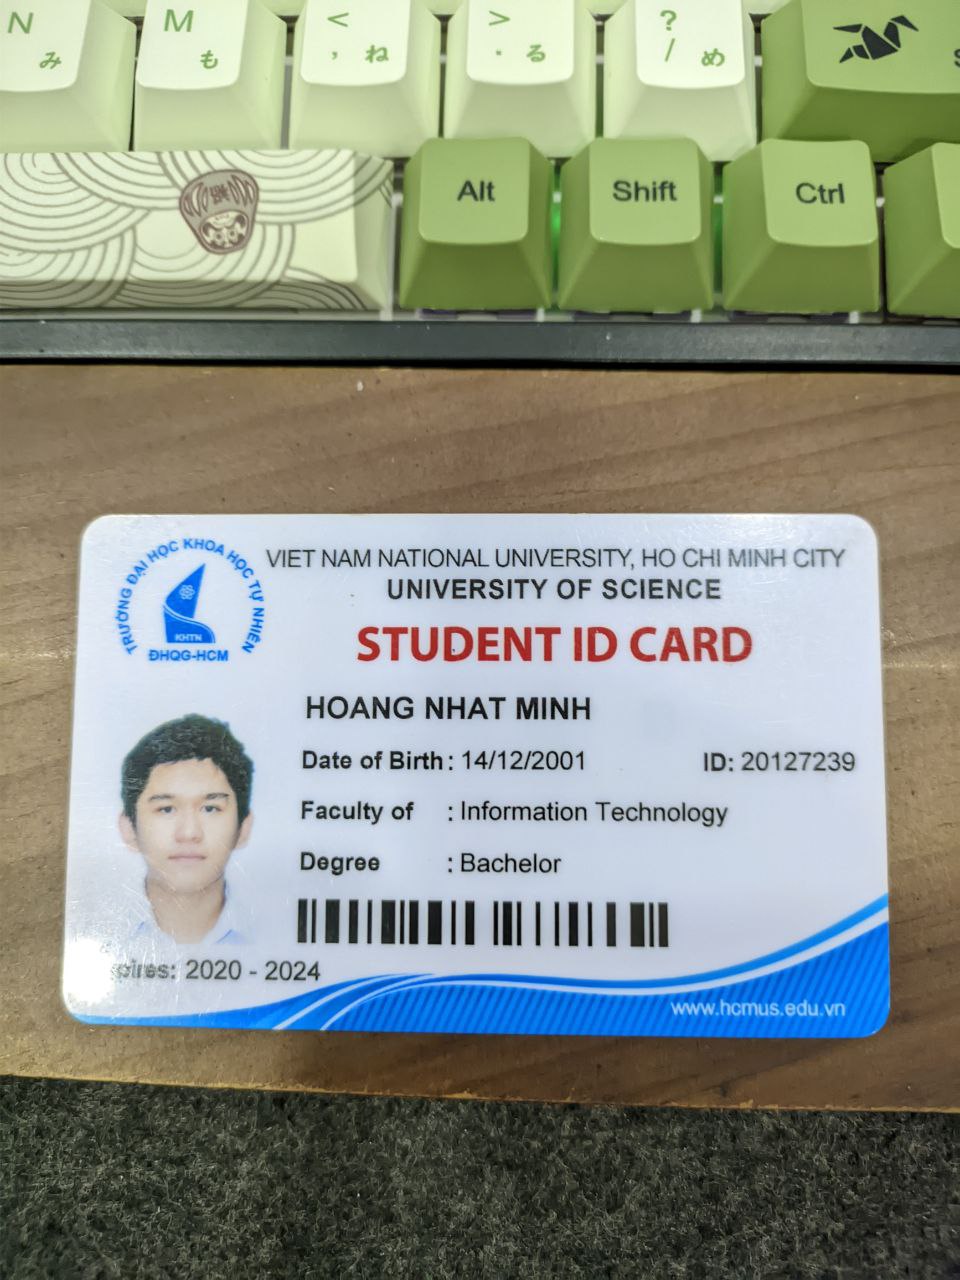 N み
M も
< , ね
> . る
? / め
S
Alt
Shift
Ctrl
TRƯỜNG ĐẠI HỌC KHOA HỌC TỰ NHIÊN
KHTN
ĐHQG-HCM
VIET NAM NATIONAL UNIVERSITY, HO CHI MINH CITY
UNIVERSITY OF SCIENCE
STUDENT ID CARD
HOANG NHAT MINH
Date of Birth : 14/12/2001 ID: 20127239
Faculty of : Information Technology
Degree : Bachelor
pires: 2020 - 2024
www.hcmus.edu.vn